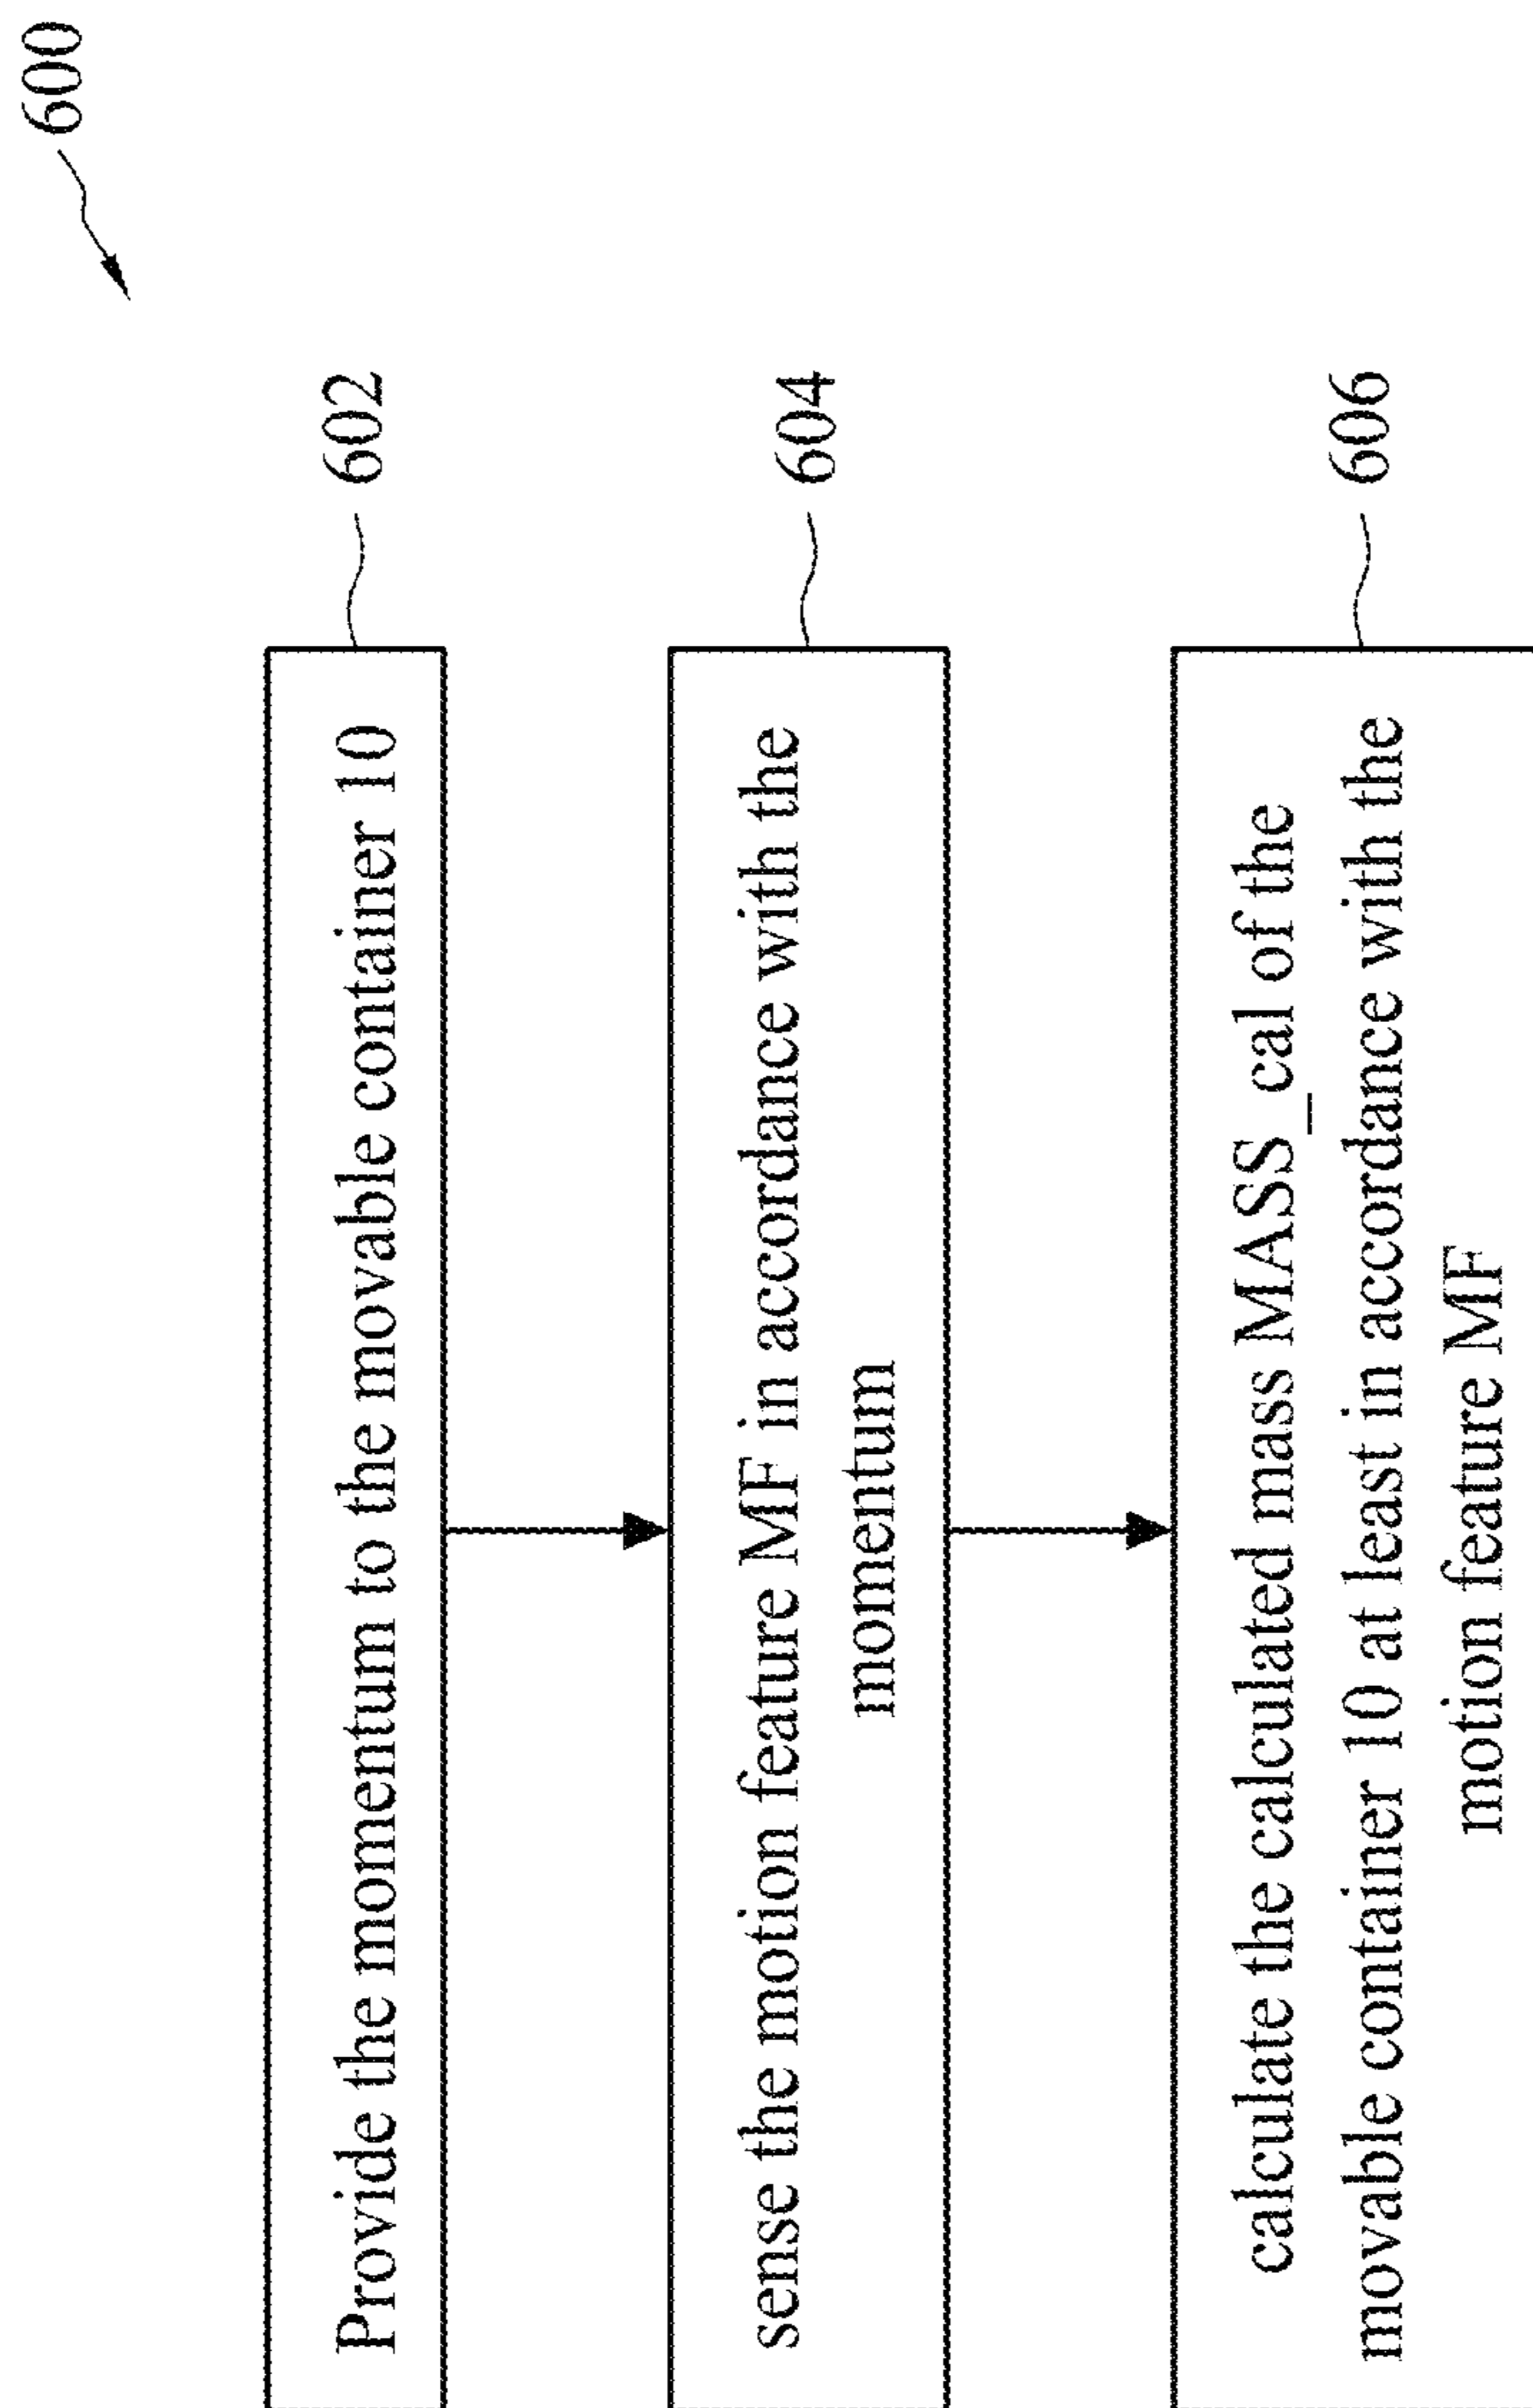 600
Provide the momentum to the movable container 10
602
sense the motion feature MF in accordance with the
momentum
604
calculate the calculated mass MASS_cal of the
movable container 10 at least in accordance with the
motion feature MF
606